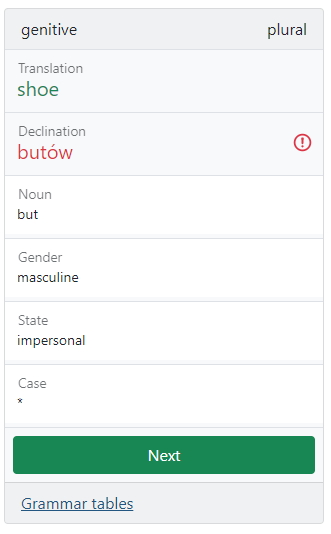 genitive plural
Translation
shoe
Declination
butów
Noun
but
Gender
masculine
State
impersonal
Case
*
Next
Grammar tables